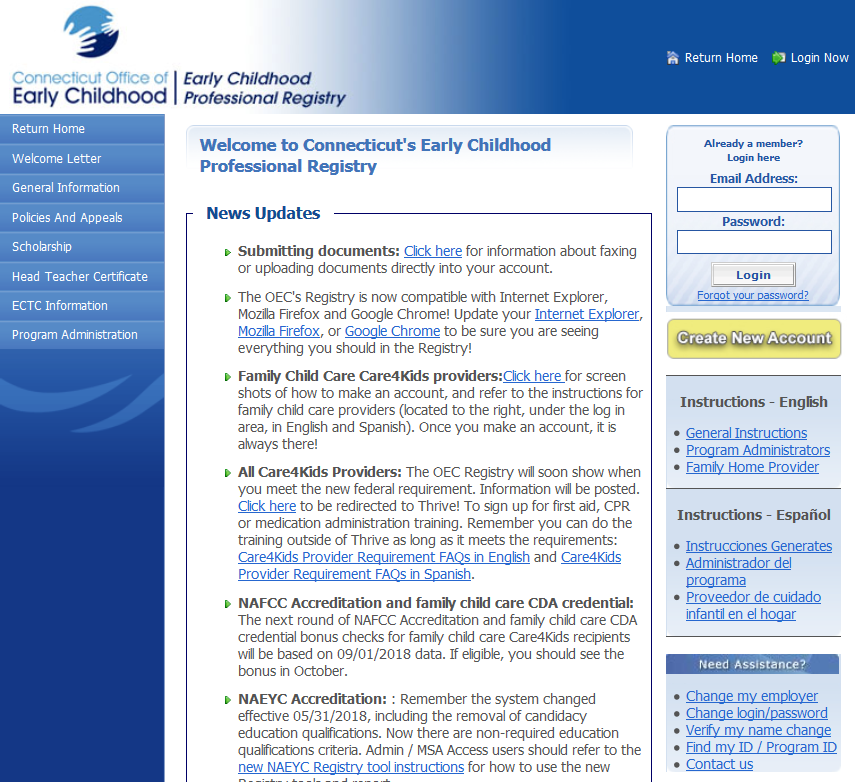 Connecticut Office of
Early Childhood
Early Childhood
Professional Registry
Return Home
Login Now
Return Home
Welcome Letter
General Information
Policies And Appeals
Scholarship
Head Teacher Certificate
ECTC Information
Program Administration
Welcome to Connecticut's Early Childhood
Professional Registry
News Updates
Submitting documents: Click here for information about faxing
or uploading documents directly into your account.
The OEC's Registry is now compatible with Internet Explorer,
Mozilla Firefox and Google Chrome! Update your Internet Explorer,
Mozilla Firefox, or Google Chrome to be sure you are seeing
everything you should in the Registry!
Family Child Care Care4Kids providers:Click here for screen
shots of how to make an account, and refer to the instructions for
family child care providers (located to the right, under the log in
area, in English and Spanish). Once you make an account, it is
always there!
All Care4Kids Providers: The OEC Registry will soon show when
you meet the new federal requirement. Information will be posted.
Click here to be redirected to Thrive! To sign up for first aid, CPR
or medication administration training. Remember you can do the
training outside of Thrive as long as it meets the requirements:
Care4Kids Provider Requirement FAQs in English and Care4Kids
Provider Requirement FAQs in Spanish.
NAFCC Accreditation and family child care CDA credential:
The next round of NAFCC Accreditation and family child care CDA
credential bonus checks for family child care Care4Kids recipients
will be based on 09/01/2018 data. If eligible, you should see the
bonus in October.
NAEYC Accreditation: : Remember the system changed
effective 05/31/2018, including the removal of candidacy
education qualifications. Now there are non-required education
qualifications criteria. Admin / MSA Access users should refer to the
new NAEYC Registry tool instructions for how to use the new
Registry tools and report
Already a member?
Login here
Email Address:
Password:
Login
Forgot your password?
Create New Account
Instructions - English
General Instructions
Program Administrators
Family Home Provider
Instructions - Español
Instrucciones Generates
Administrador del
programa
Proveedor de cuidado
infantil en el hogar
Need Assistance?
Change my employer
Change login/password
Verify my name change
Find my ID / Program ID
Contact us